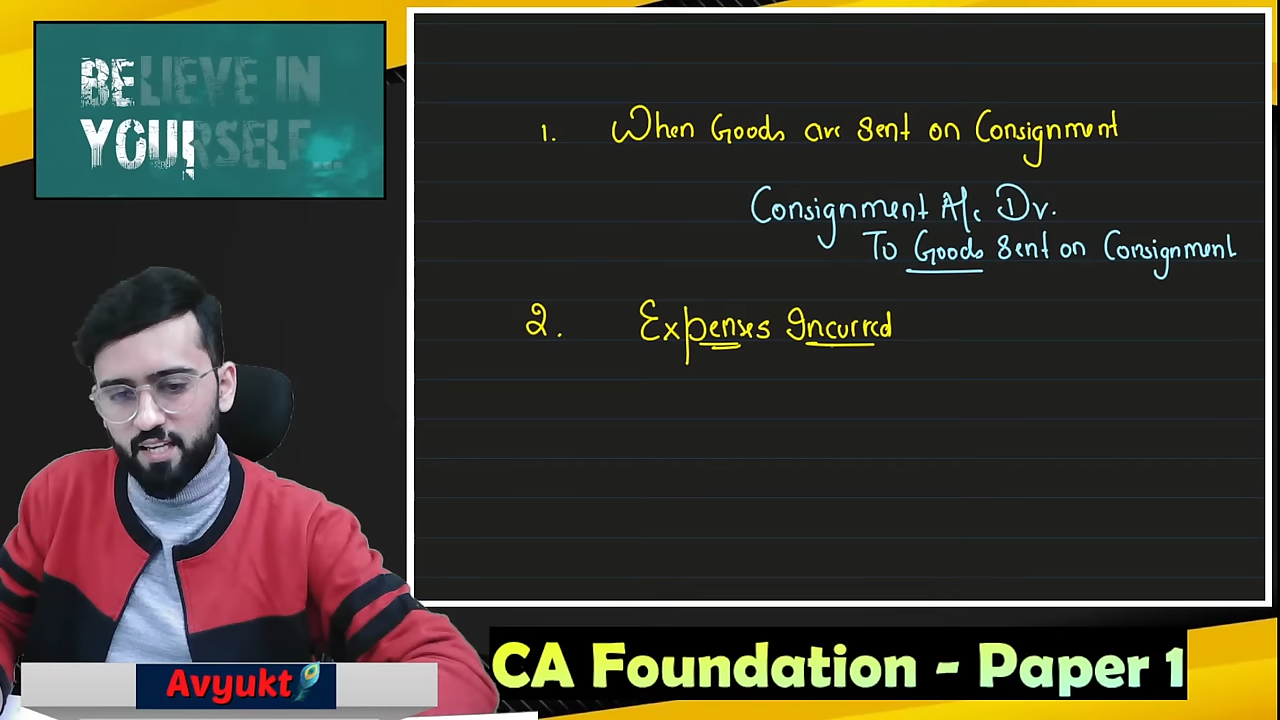 BELIEVE IN
YOURSELF...
1. When Goods are Sent on Consignment
Consignment A/c Dr.
To Goods Sent on Consignment
2. Expenses Incurred
Avyukt
CA Foundation - Paper 1